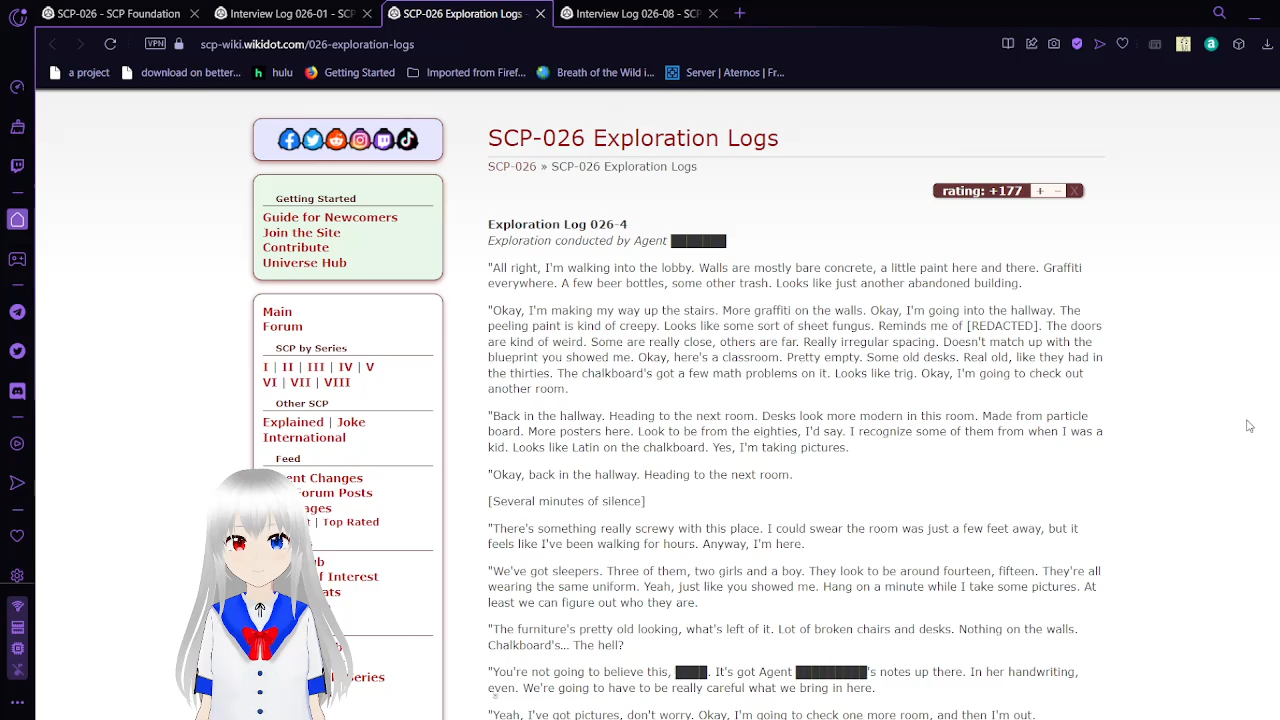 SCP-026 - SCP Foundation
Interview Log 026-01 - SCP
SCP-026 Exploration Logs -
Interview Log 026-08 - SCP
VPN
scp-wiki.wikidot.com/026-exploration-logs
a project
download on better...
h hulu
Getting Started
Imported from Firef...
Breath of the Wild i...
Server | Aternos | Fr...
SCP-026 Exploration Logs
SCP-026 » SCP-026 Exploration Logs
rating: +177 + – X
Getting Started
Guide for Newcomers
Join the Site
Contribute
Universe Hub
Main
Forum
SCP by Series
I | II | III | IV | V
VI | VII | VIII
Other SCP
Explained | Joke
International
Feed
ent Changes
orum Posts
ages
t | Top Rated
ub
f Interest
ats
Series
Exploration Log 026-4
Exploration conducted by Agent
"All right, I'm walking into the lobby. Walls are mostly bare concrete, a little paint here and there. Graffiti
everywhere. A few beer bottles, some other trash. Looks like just another abandoned building.
"Okay, I'm making my way up the stairs. More graffiti on the walls. Okay, I'm going into the hallway. The
peeling paint is kind of creepy. Looks like some sort of sheet fungus. Reminds me of [REDACTED]. The doors
are kind of weird. Some are really close, others are far. Really irregular spacing. Doesn't match up with the
blueprint you showed me. Okay, here's a classroom. Pretty empty. Some old desks. Real old, like they had in
the thirties. The chalkboard's got a few math problems on it. Looks like trig. Okay, I'm going to check out
another room.
"Back in the hallway. Heading to the next room. Desks look more modern in this room. Made from particle
board. More posters here. Look to be from the eighties, I'd say. I recognize some of them from when I was a
kid. Looks like Latin on the chalkboard. Yes, I'm taking pictures.
"Okay, back in the hallway. Heading to the next room.
[Several minutes of silence]
"There's something really screwy with this place. I could swear the room was just a few feet away, but it
feels like I've been walking for hours. Anyway, I'm here.
"We've got sleepers. Three of them, two girls and a boy. They look to be around fourteen, fifteen. They're all
wearing the same uniform. Yeah, just like you showed me. Hang on a minute while I take some pictures. At
least we can figure out who they are.
"The furniture's pretty old looking, what's left of it. Lot of broken chairs and desks. Nothing on the walls.
Chalkboard's... The hell?
"You're not going to believe this, ████. It's got Agent ████████'s notes up there. In her handwriting,
even. We're going to have to be really careful what we bring in here.
"Yeah, I've got pictures, don't worry. Okay, I'm going to check one more room, and then I'm out.